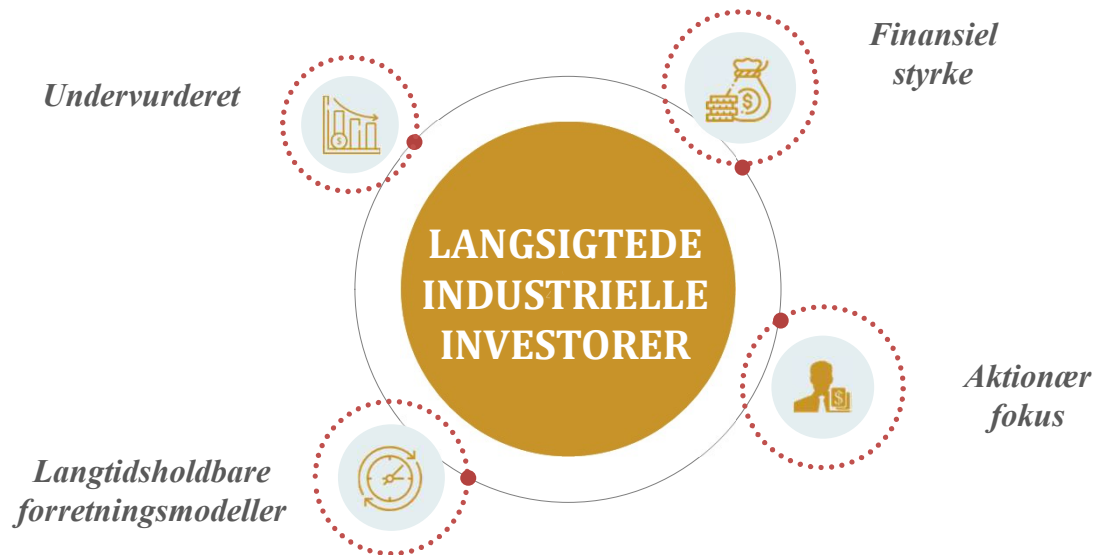 Undervurderet
Finansiel
styrke
LANGSIGTEDE
INDUSTRIELLE
INVESTORER
Aktionær
fokus
Langtidsholdbare
forretningsmodeller